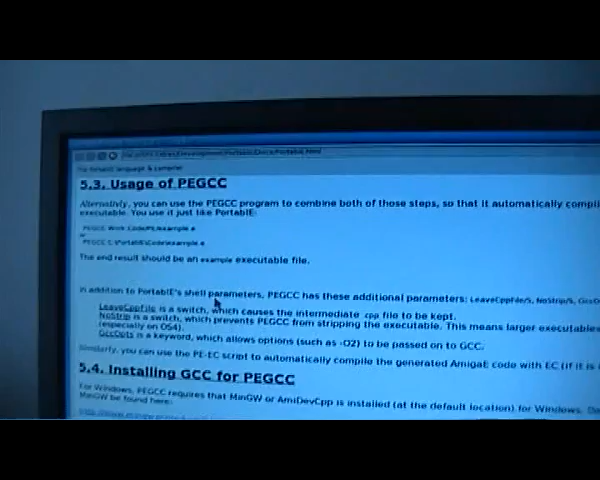 5.3. Usage of PEGCC
Alternatively, you can use the PEGCC program to combine both of those steps, so that it automatically compil
executable. You use it just like PortablE:
The end result should be an example executable file.
In addition to PortablE's shell parameters, PEGCC has these additional parameters: LeaveCppFile/S, NoStrip/S,
LeaveCppFile is a switch, which causes the intermediate cpp file to be kept.
NoStrip is a switch, which prevents PEGCC from stripping the executable. This means larger executables
(especially on OS4).
GccOpts is a keyword, which allows options (such as -O2) to be passed on to GCC.
Similarly, you can use the PE-EC script to automatically compile the generated AmigaE code with EC (if it is
5.4. Installing GCC for PEGCC
For Windows, PEGCC requires that MinGW or AmiDevCpp is installed (at the default location) for Windows.
MinGW be found here: